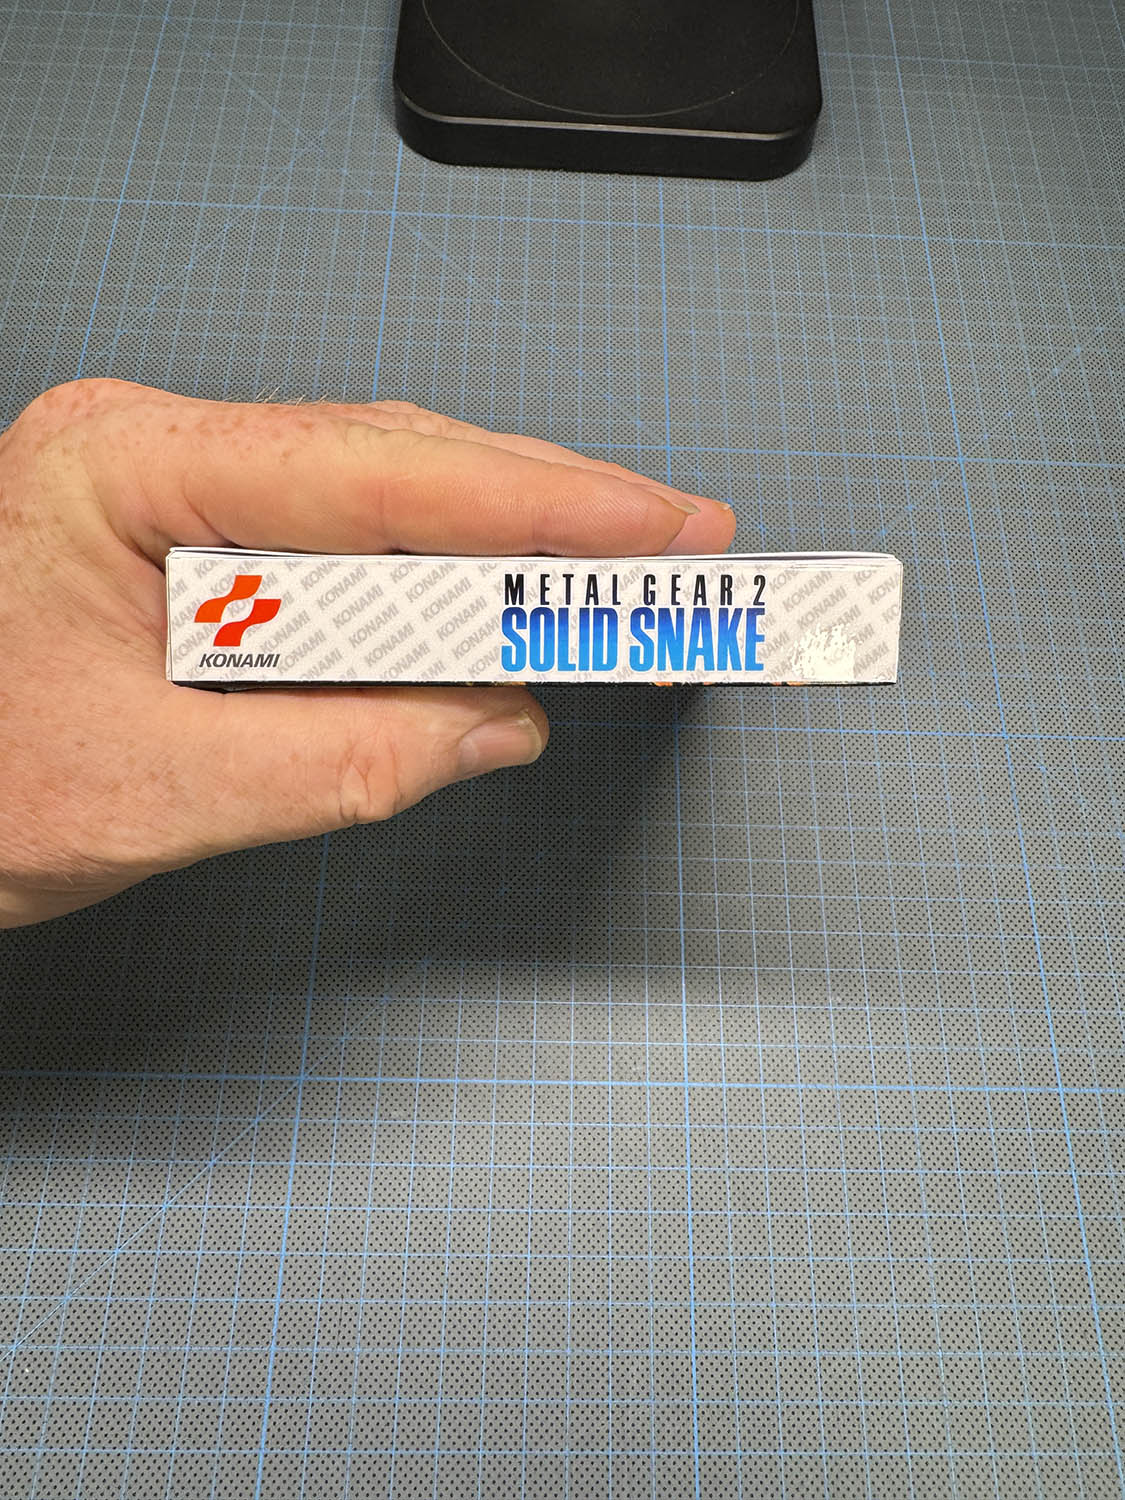 KONAMI
METAL GEAR 2
SOLID SNAKE